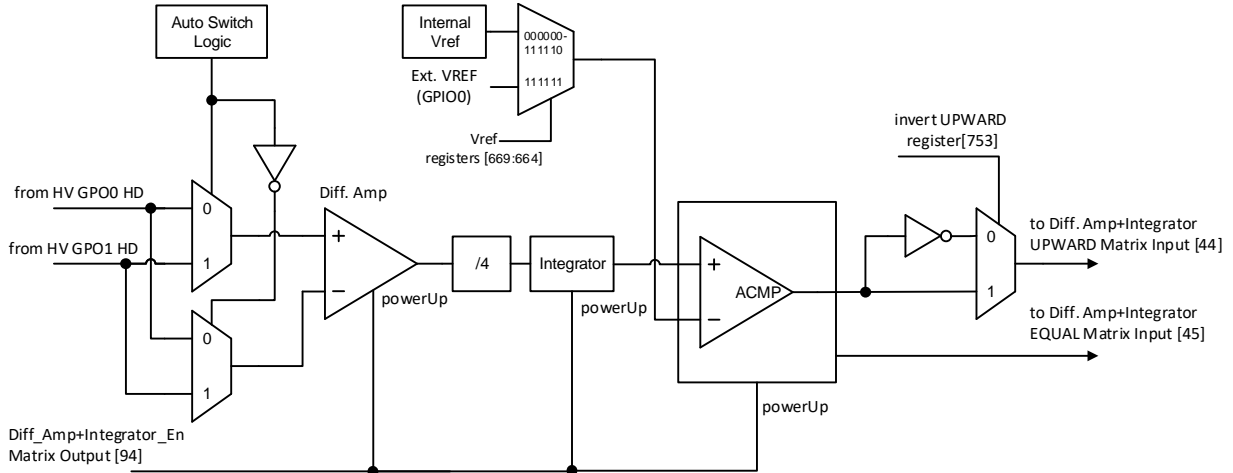 Auto Switch
Logic
Internal
Vref
000000-
111110
111111
Ext. VREF
(GPIO0)
Vref
registers [669:664]
invert UPWARD
register[753]
from HV GPO0 HD
0
from HV GPO1 HD
1
Diff. Amp
+
−
powerUp
/4
Integrator
powerUp
+
−
ACMP
powerUp
0
1
to Diff. Amp+Integrator
UPWARD Matrix Input [44]
to Diff. Amp+Integrator
EQUAL Matrix Input [45]
0
1
Diff_Amp+Integrator_En
Matrix Output [94]